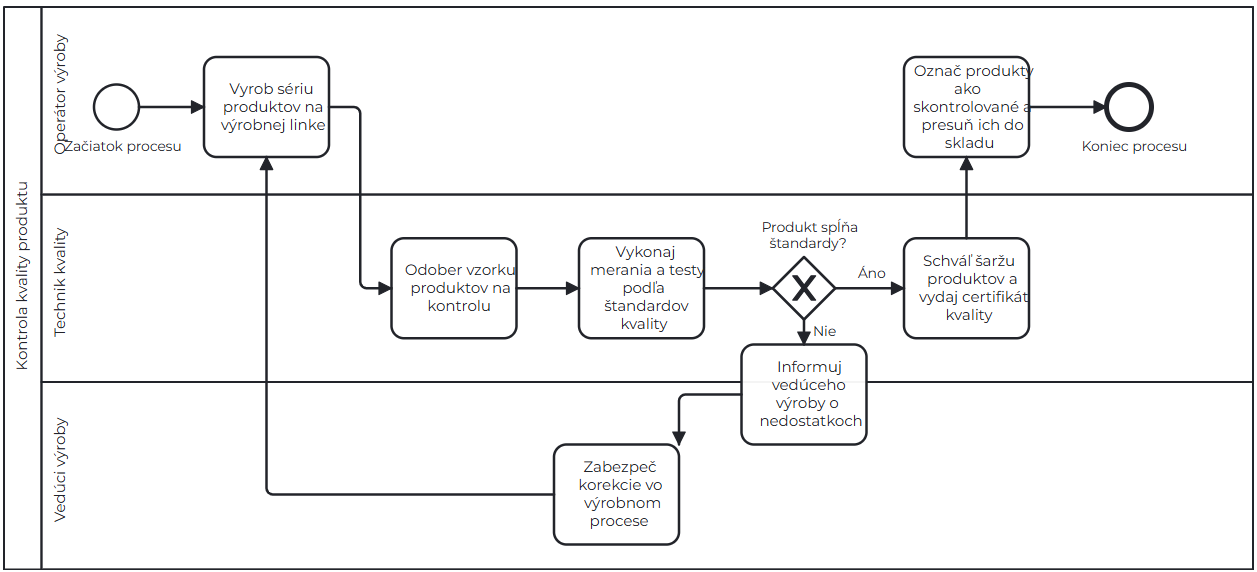 Kontrola kvality produktu
Operátor výroby
Začiatok procesu
Vyrob sériu
produktov na
výrobnej linke
Označ produkty
ako
skontrolované a
presuň ich do
skladu
Koniec procesu
Technik kvality
Odober vzorku
produktov na
kontrolu
Vykonaj
merania a testy
podľa
štandardov
kvality
Produkt spĺňa
štandardy?
Áno
Nie
Schváľ šaržu
produktov a
vydaj certifikát
kvality
Informuj
vedúceho
výroby o
nedostatkoch
Vedúci výroby
Zabezpeč
korekcie vo
výrobnom
procese